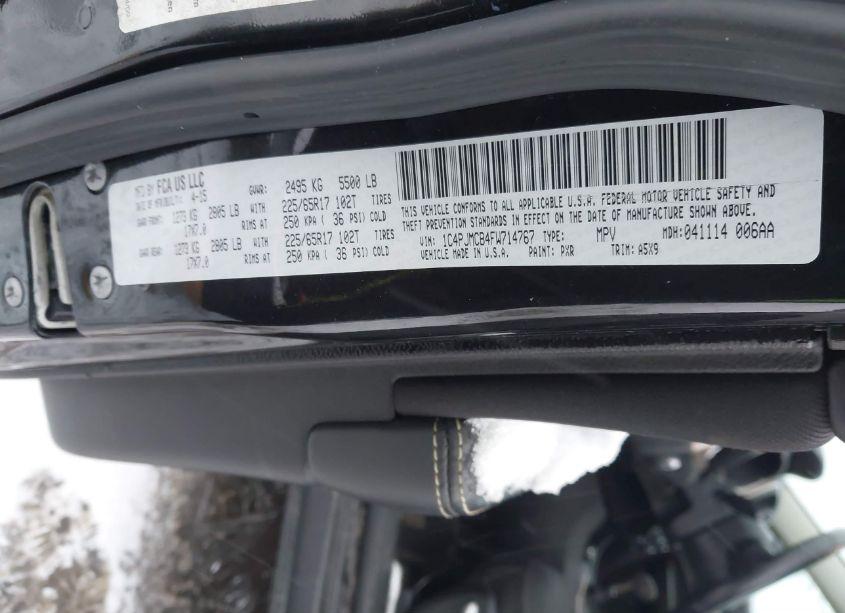 MFD BY FCA US LLC
DATE OF MFR/BUILT: 4-15
GVWR: 2495 KG 5500 LB
GAWR FRONT: 1273 KG 2805 LB WITH 225/65R17 102T TIRES
17X7.0 RIMS AT 250 KPA ( 36 PSI) COLD
GAWR REAR: 1273 KG 2805 LB WITH 225/65R17 102T TIRES
17X7.0 RIMS AT 250 KPA ( 36 PSI) COLD
THIS VEHICLE CONFORMS TO ALL APPLICABLE U.S.A. FEDERAL MOTOR VEHICLE SAFETY AND
THEFT PREVENTION STANDARDS IN EFFECT ON THE DATE OF MANUFACTURE SHOWN ABOVE.
VIN: 1C4PJMCB4FW714767 TYPE: MPV MDH: 041114 006AA
VEHICLE MADE IN U.S.A. PAINT: PXR TRIM: A5X9